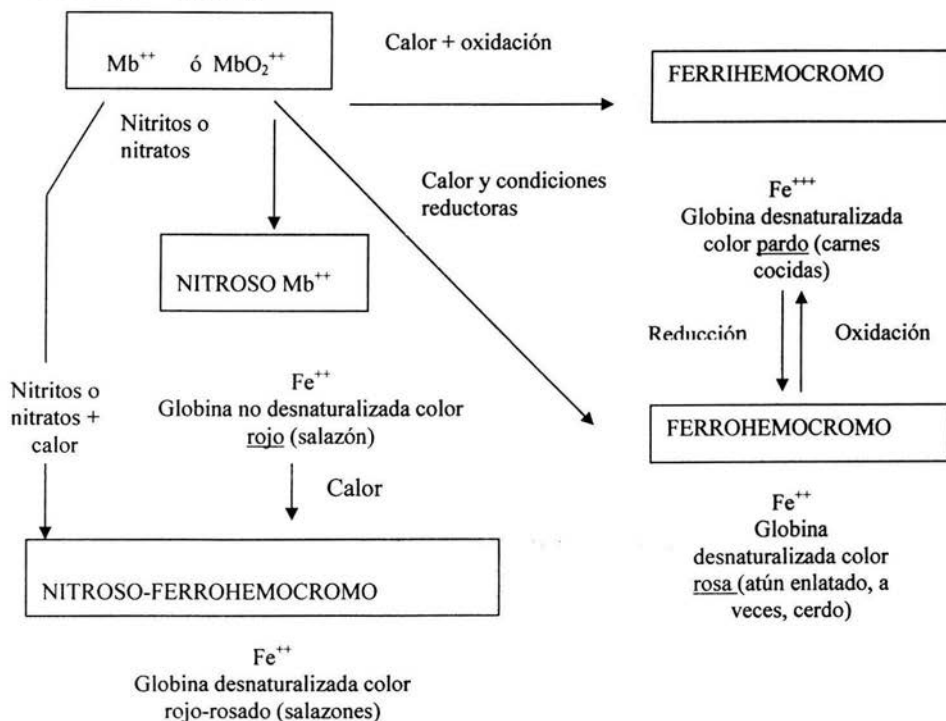 Mb⁺⁺ ó MbO₂⁺⁺
Calor + oxidación
FERRIHEMOCROMO
Nitritos o
nitratos
Calor y condiciones
reductoras
Fe⁺⁺⁺
Globina desnaturalizada
color pardo (carnes
cocidas)
NITROSO Mb⁺⁺
Reducción
Oxidación
Fe⁺⁺
Globina no desnaturalizada color
rojo (salazón)
Nitritos o
nitratos +
calor
FERROHEMOCROMO
Calor
Fe⁺⁺
Globina
desnaturalizada color
rosa (atún enlatado, a
veces, cerdo)
NITROSO-FERROHEMOCROMO
Fe⁺⁺
Globina desnaturalizada color
rojo-rosado (salazones)